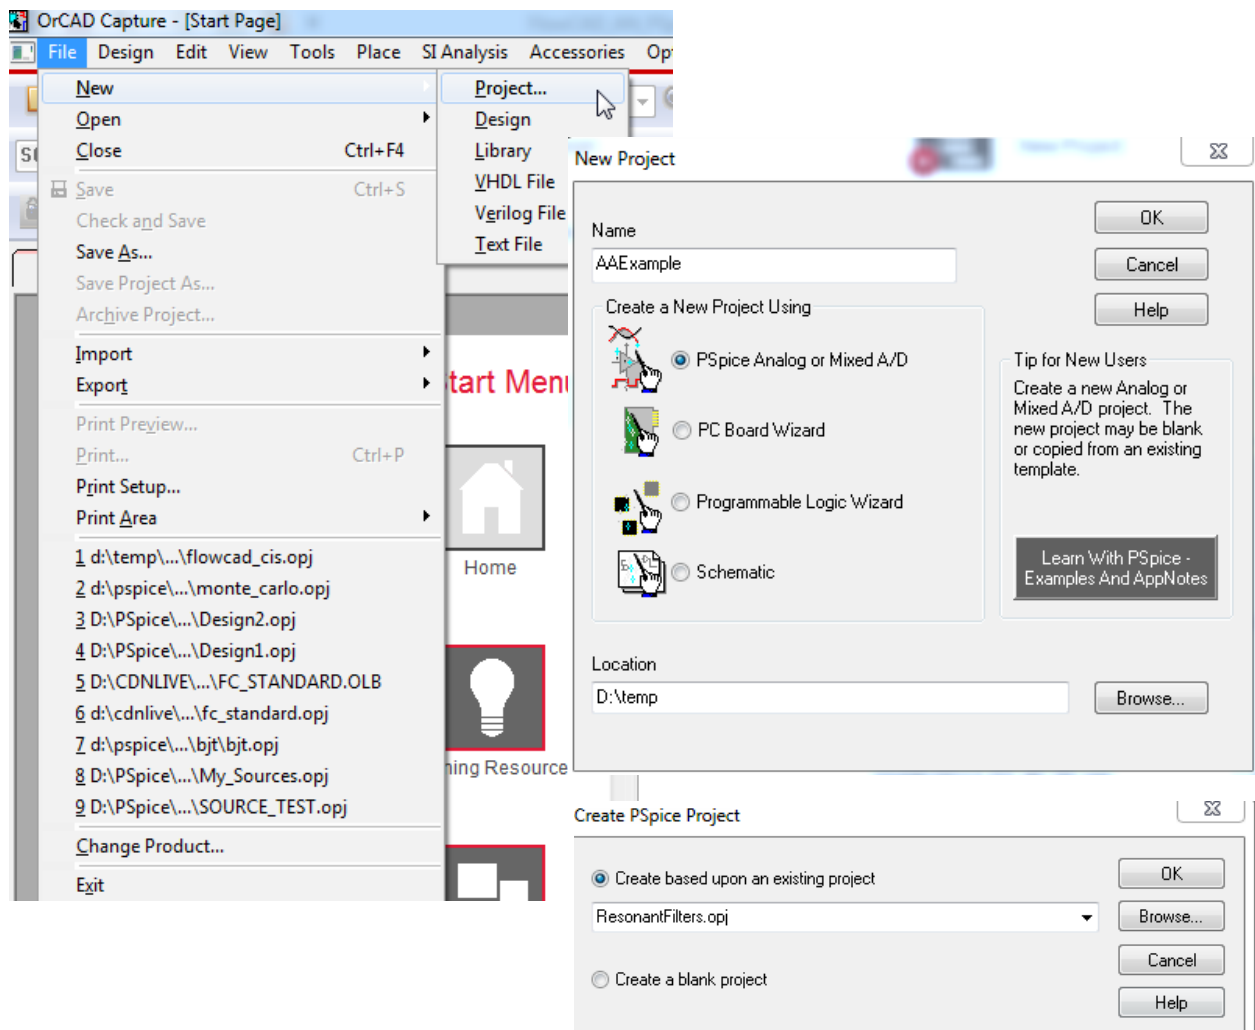 OrCAD Capture - [Start Page]
File Design Edit View Tools Place SI Analysis Accessories
New
Open
Close Ctrl+F4
Save Ctrl+S
Check and Save
Save As...
Save Project As...
Archive Project...
Import
Export
Print Preview...
Print... Ctrl+P
Print Setup...
Print Area
1 d:\temp\...\flowcad_cis.opj
2 d:\pspice\...\monte_carlo.opj
3 D:\PSpice\...\Design2.opj
4 D:\PSpice\...\Design1.opj
5 D:\CDNLIVE\...\FC_STANDARD.OLB
6 d:\cdnlive\...\fc_standard.opj
7 d:\pspice\...\bjt\bjt.opj
8 D:\PSpice\...\My_Sources.opj
9 D:\PSpice\...\SOURCE_TEST.opj
Change Product...
Exit
Project...
Design
Library
VHDL File
Verilog File
Text File
tart Menu
Home
ning Resource
New Project
Name
AAExample
OK
Cancel
Help
Create a New Project Using
PSpice Analog or Mixed A/D
PC Board Wizard
Programmable Logic Wizard
Schematic
Tip for New Users
Create a new Analog or
Mixed A/D project. The
new project may be blank
or copied from an existing
template.
Learn With PSpice -
Examples And AppNotes
Location
D:\temp
Browse...
Create PSpice Project
Create based upon an existing project
ResonantFilters.opj
Create a blank project
OK
Browse...
Cancel
Help